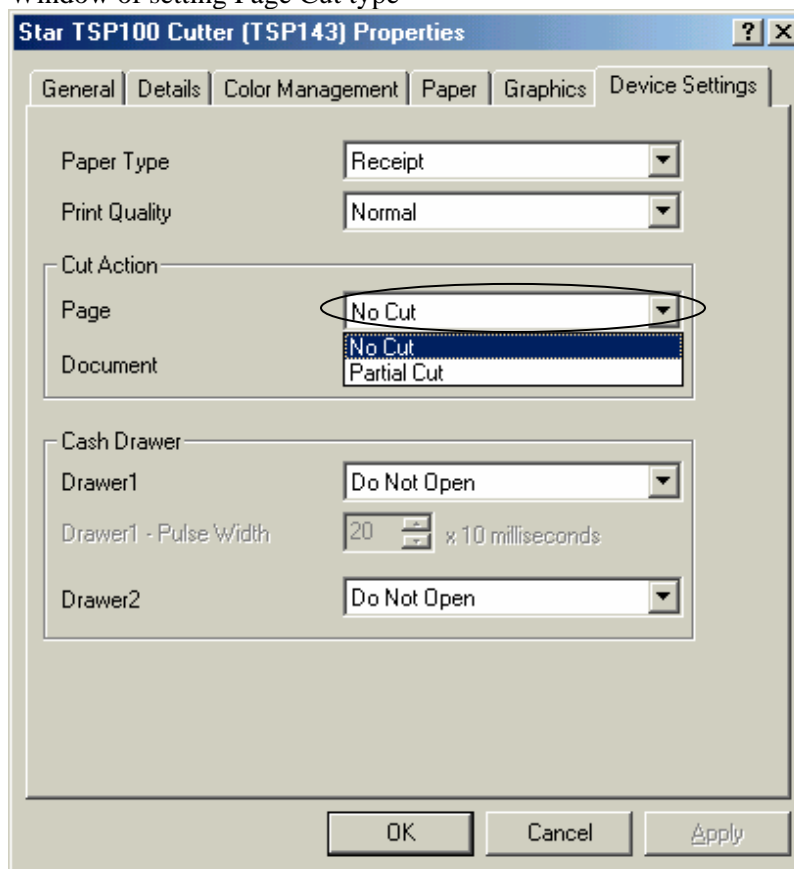 Window of setting Page Cut type
Star TSP100 Cutter (TSP143) Properties
General Details Color Management Paper Graphics Device Settings
Paper Type Receipt
Print Quality Normal
Cut Action
Page No Cut
No Cut
Document Partial Cut
Cash Drawer
Drawer1 Do Not Open
Drawer1 - Pulse Width 20 x 10 milliseconds
Drawer2 Do Not Open
OK Cancel Apply